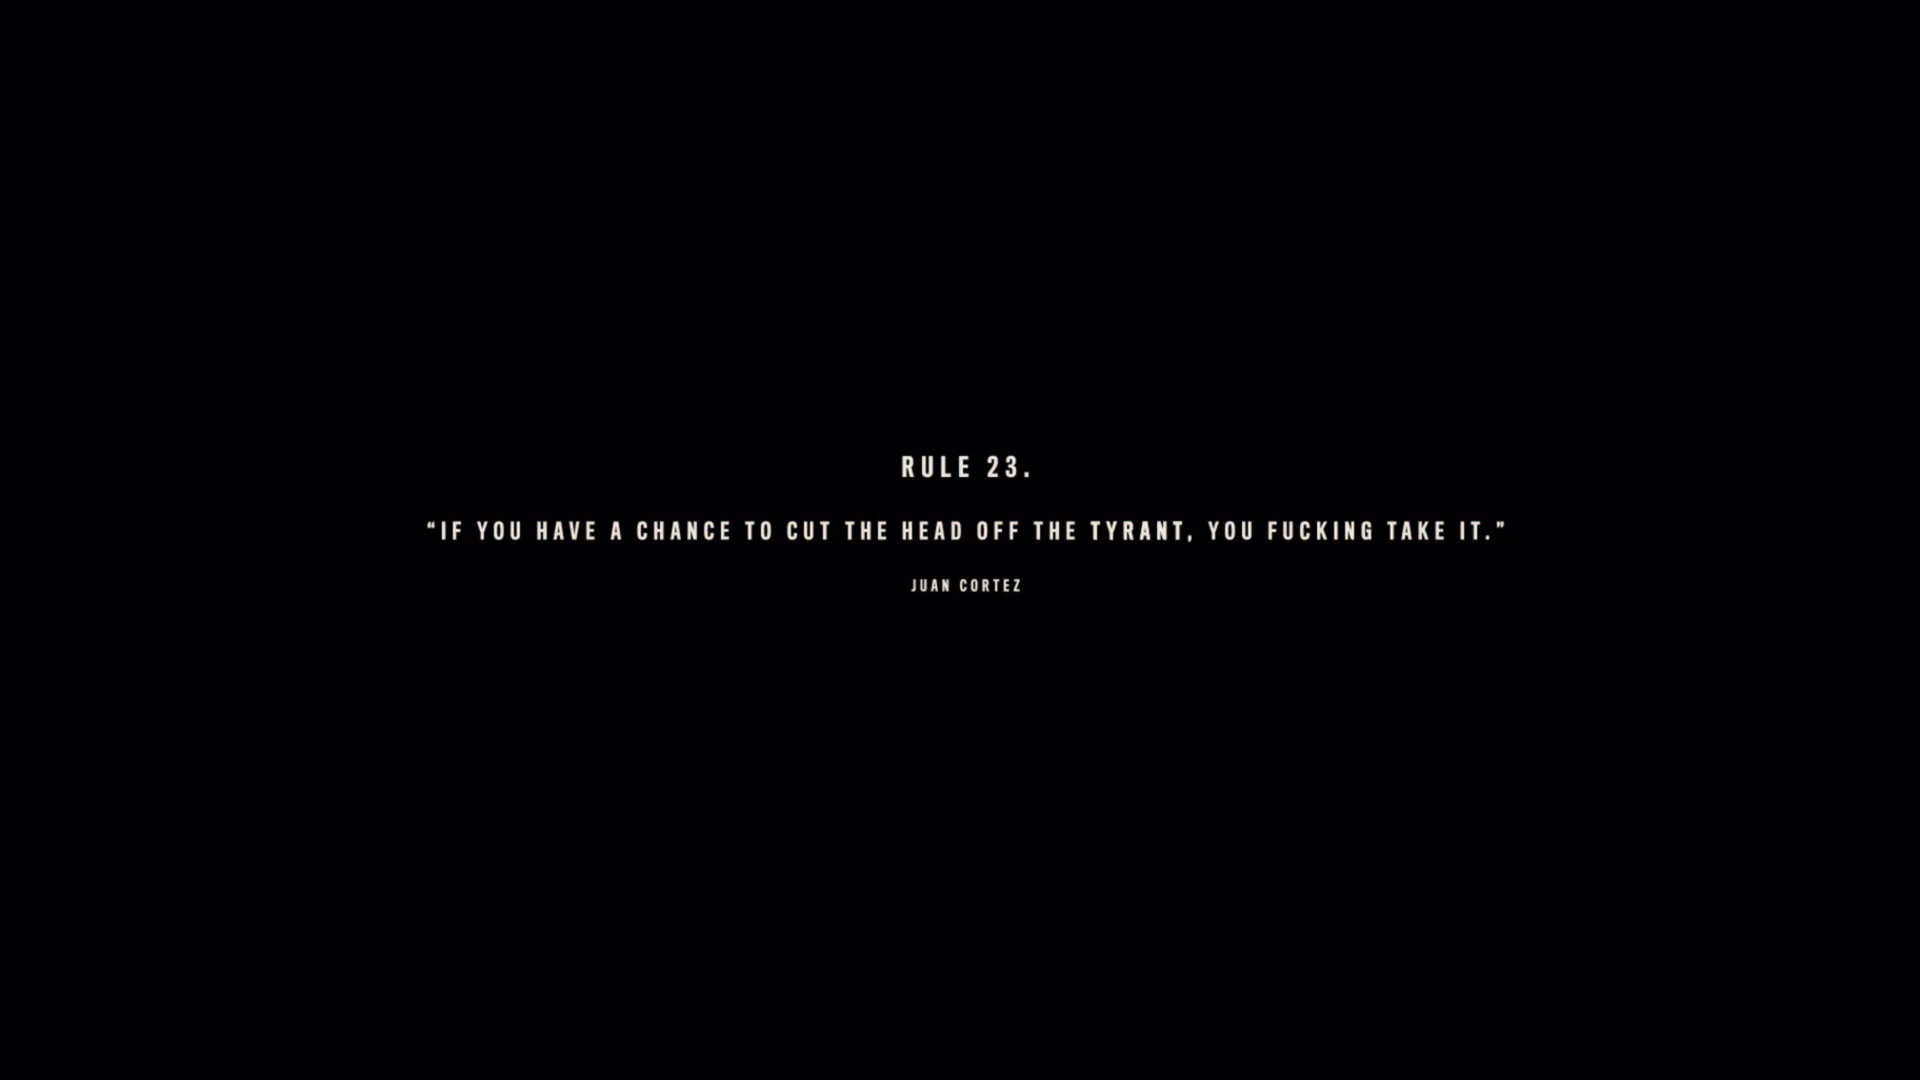 RULE 23.
“IF YOU HAVE A CHANCE TO CUT THE HEAD OFF THE TYRANT, YOU FUCKING TAKE IT.”
JUAN CORTEZ